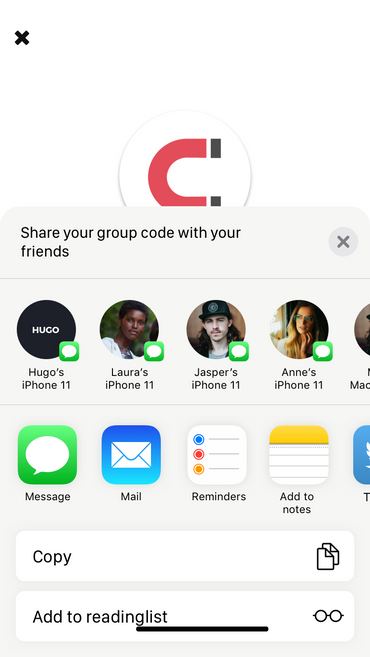 Share your group code with your
friends
HUGO
Hugo's
iPhone 11
Laura's
iPhone 11
Jasper's
iPhone 11
Anne's
iPhone 11
Mac
Message
Mail
Reminders
Add to
notes
T
Copy
Add to readinglist